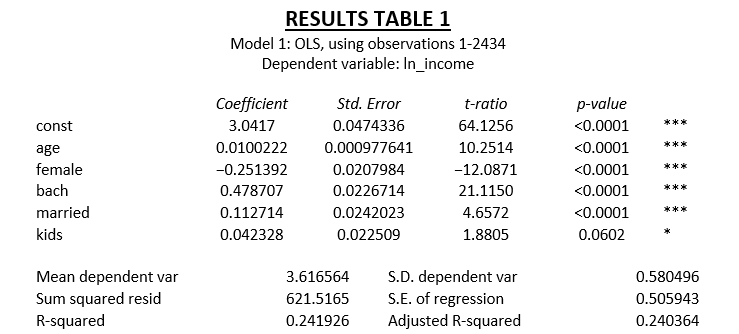 RESULTS TABLE 1
Model 1: OLS, using observations 1-2434
Dependent variable: ln_income
Coefficient Std. Error t-ratio p-value
const 3.0417 0.0474336 64.1256 <0.0001 ***
age 0.0100222 0.000977641 10.2514 <0.0001 ***
female −0.251392 0.0207984 −12.0871 <0.0001 ***
bach 0.478707 0.0226714 21.1150 <0.0001 ***
married 0.112714 0.0242023 4.6572 <0.0001 ***
kids 0.042328 0.022509 1.8805 0.0602 *
Mean dependent var 3.616564 S.D. dependent var 0.580496
Sum squared resid 621.5165 S.E. of regression 0.505943
R-squared 0.241926 Adjusted R-squared 0.240364